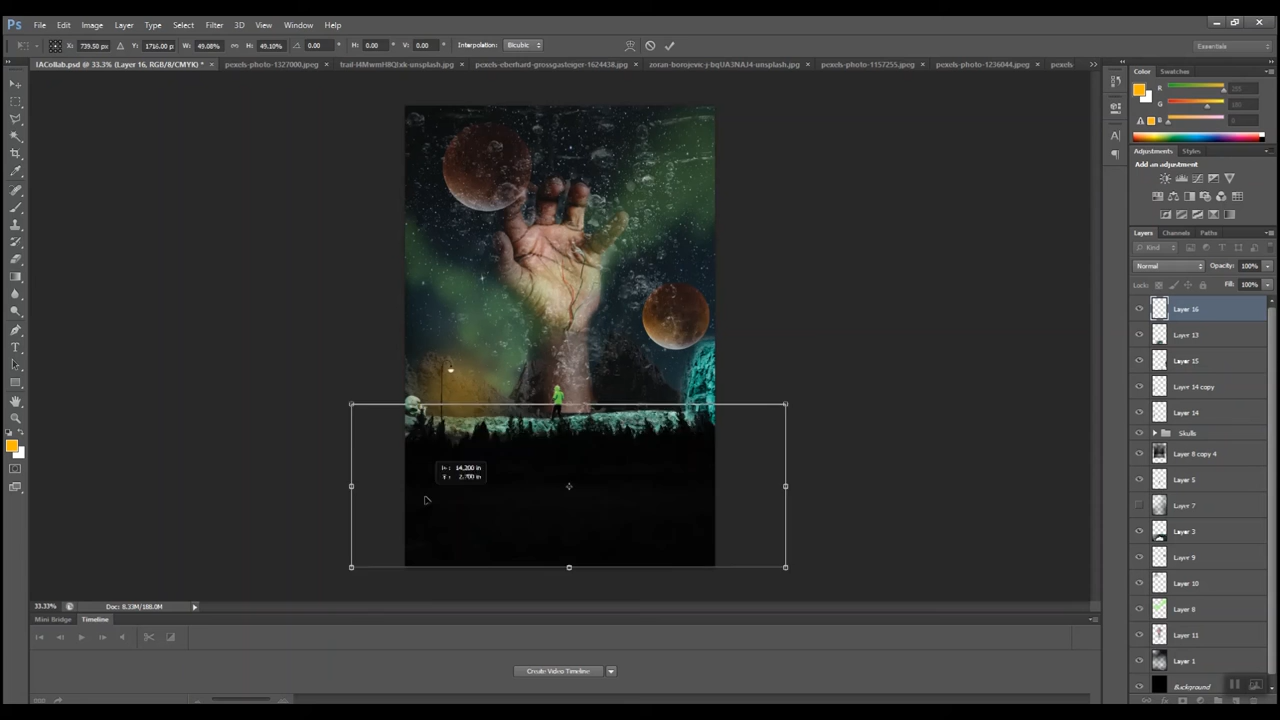 Ps File Edit Image Layer Type Select Filter 3D View Window Help
X: 739.50 px Y: 1716.00 px W: 49.08% H: 49.10% 0.00 H: 0.00 V: 0.00 Interpolation: Bicubic Essentials
IACollab.psd @ 33.3% (Layer 16, RGB/8/CMYK) * × pexels-photo-1327000.jpeg × trail-I4MwmH8QIxk-unsplash.jpg × pexels-eberhard-grossgasteiger-1624438.jpg × zoran-borojevic-j-bqUA3NAJ4-unsplash.jpg × pexels-photo-1157255.jpeg × pexels-photo-1236044.jpeg × pexels
Color Swatches
R
G
B
Adjustments Styles
Add an adjustment
Layers Channels Paths
Kind
Normal Opacity: 100%
Lock: Fill: 100%
Layer 16
Layer 13
Layer 15
Layer 14 copy
Layer 14
Skulls
Layer 8 copy 4
Layer 5
Layer 7
Layer 3
Layer 9
Layer 10
Layer 8
Layer 11
Layer 1
Background
14.200 in
33.33% Doc: 8.33M/188.0M
Mini Bridge Timeline
Create Video Timeline